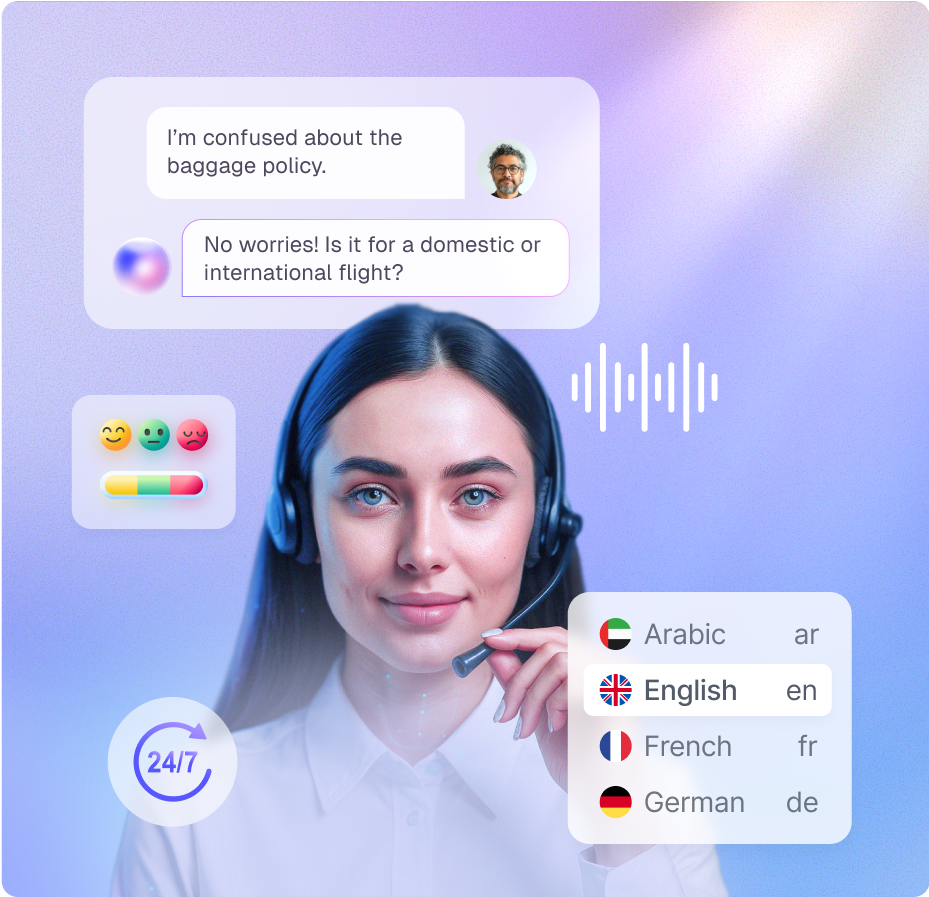 I’m confused about the
baggage policy.
No worries! Is it for a domestic or
international flight?
Arabic ar
English en
French fr
German de
24/7